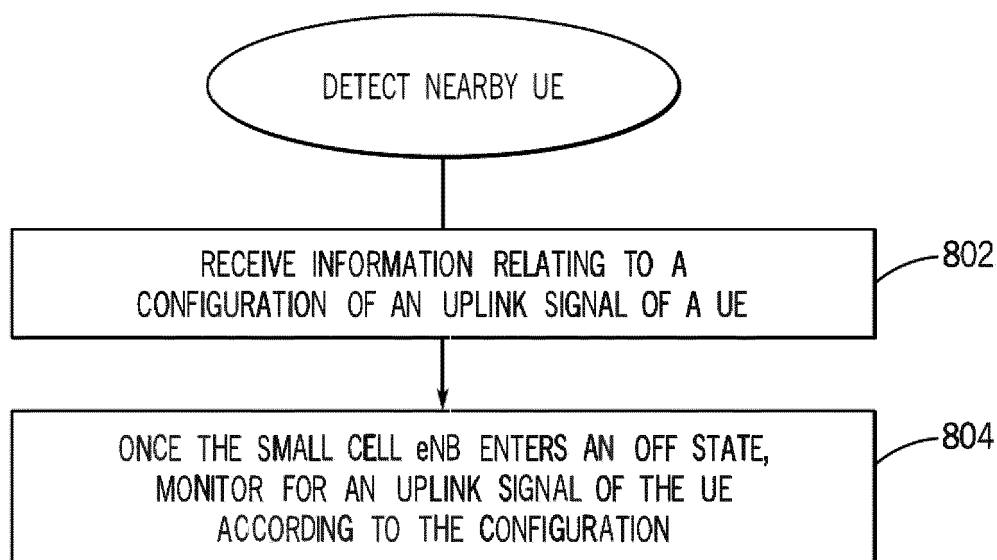 DETECT NEARBY UE
RECEIVE INFORMATION RELATING TO A
CONFIGURATION OF AN UPLINK SIGNAL OF A UE
802
ONCE THE SMALL CELL eNB ENTERS AN OFF STATE,
MONITOR FOR AN UPLINK SIGNAL OF THE UE
ACCORDING TO THE CONFIGURATION
804